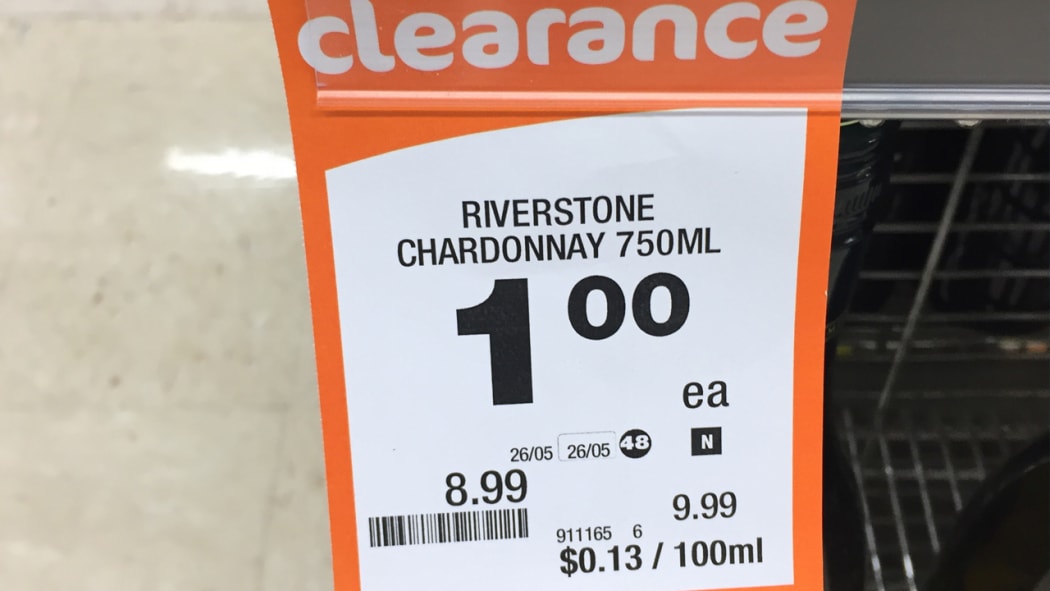 clearance
RIVERSTONE
CHARDONNAY 750ML
1 00
ea
26/05 26/05 48 N
8.99
9.99
911165 6
$0.13 / 100ml